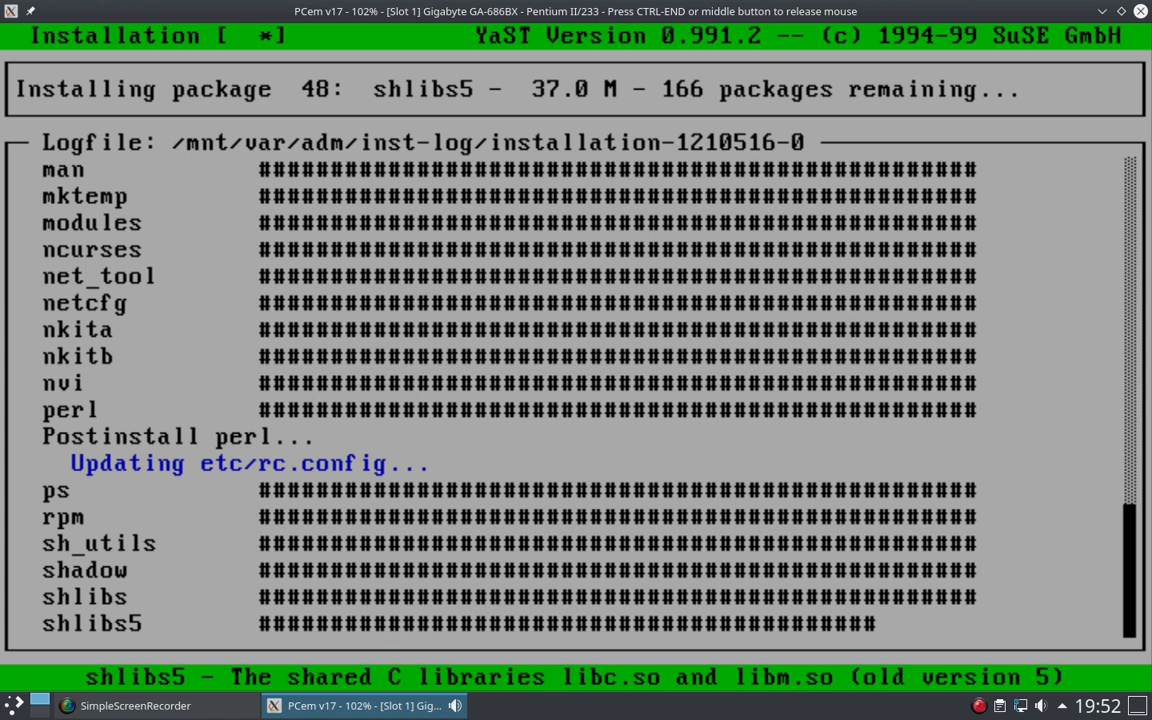 PCem v17 - 102% - [Slot 1] Gigabyte GA-686BX - Pentium II/233 - Press CTRL-END or middle button to release mouse
Installation [  *]    YaST Version 0.991.2 -- (c) 1994-99 SuSE GmbH
Installing package  48:  shlibs5 -  37.0 M - 166 packages remaining...
Logfile: /mnt/var/adm/inst-log/installation-1210516-0
man ##################################################
mktemp ##################################################
modules ##################################################
ncurses ##################################################
net_tool ##################################################
netcfg ##################################################
nkita ##################################################
nkitb ##################################################
nvi ##################################################
perl ##################################################
Postinstall perl...
Updating etc/rc.config...
ps ##################################################
rpm ##################################################
sh_utils ##################################################
shadow ##################################################
shlibs ##################################################
shlibs5 ###########################################
shlibs5 - The shared C libraries libc.so and libm.so (old version 5)
SimpleScreenRecorder
PCem v17 - 102% - [Slot 1] Gig...
19:52